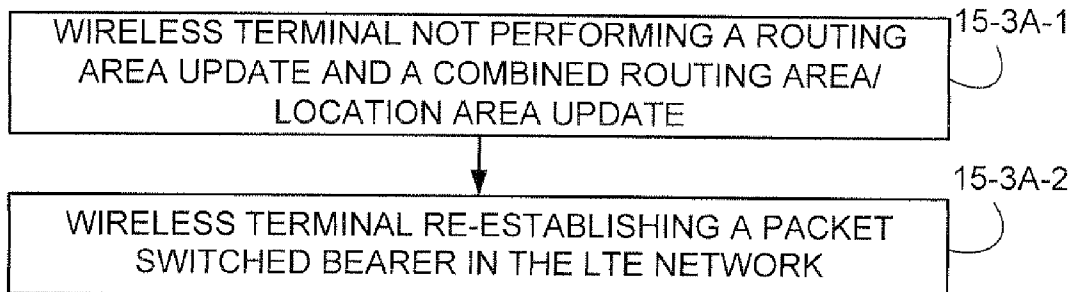 15-3A-1
WIRELESS TERMINAL NOT PERFORMING A ROUTING
AREA UPDATE AND A COMBINED ROUTING AREA/
LOCATION AREA UPDATE
15-3A-2
WIRELESS TERMINAL RE-ESTABLISHING A PACKET
SWITCHED BEARER IN THE LTE NETWORK